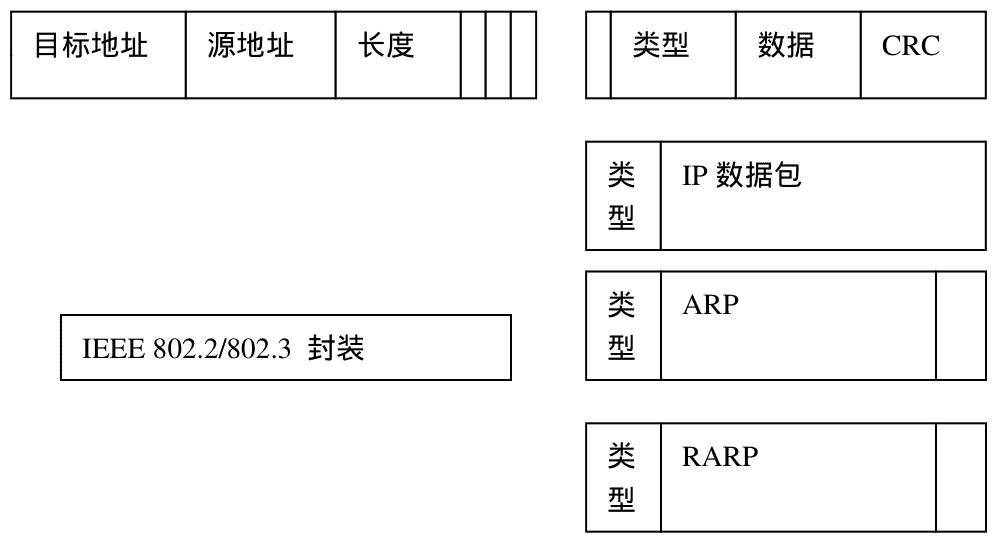 目标地址 源地址 长度 类型 数据 CRC
类型 IP 数据包
类型 ARP
IEEE 802.2/802.3 封装
类型 RARP